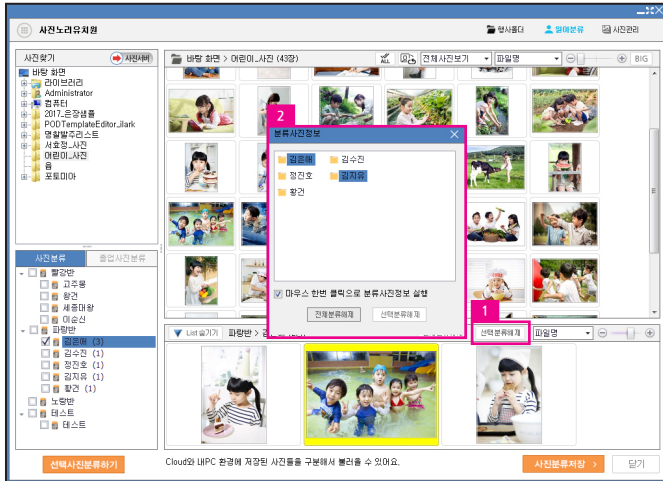 사진노리유치원
행사폴더
원아분류
사진관리
사진찾기
사진서버
바탕 화면 > 어린이_사진 (43장)
ALL
전체사진보기
파일명
BIG
바탕 화면
라이브러리
Administrator
컴퓨터
2017_은장샘플
PODTemplateEditor_ilark
명찰발주리스트
서효정_사진
어린이_사진
음
포토미아
2
분류사진정보
김은애
김수진
정진호
김지유
황건
마우스 한번 클릭으로 분류사진정보 실행
전체분류해제
선택분류해제
사진분류
졸업사진분류
빨강반
고주몽
왕건
세종대왕
이순신
파랑반
김은애 (3)
김수진 (1)
정진호 (1)
김지유 (1)
황건 (1)
노랑반
테스트
테스트
1
List숨기기
파랑반 >
선택분류해제
파일명
선택사진분류하기
Cloud와 내PC 환경에 저장된 사진들을 구분해서 불러올 수 있어요.
사진분류저장 >
닫기